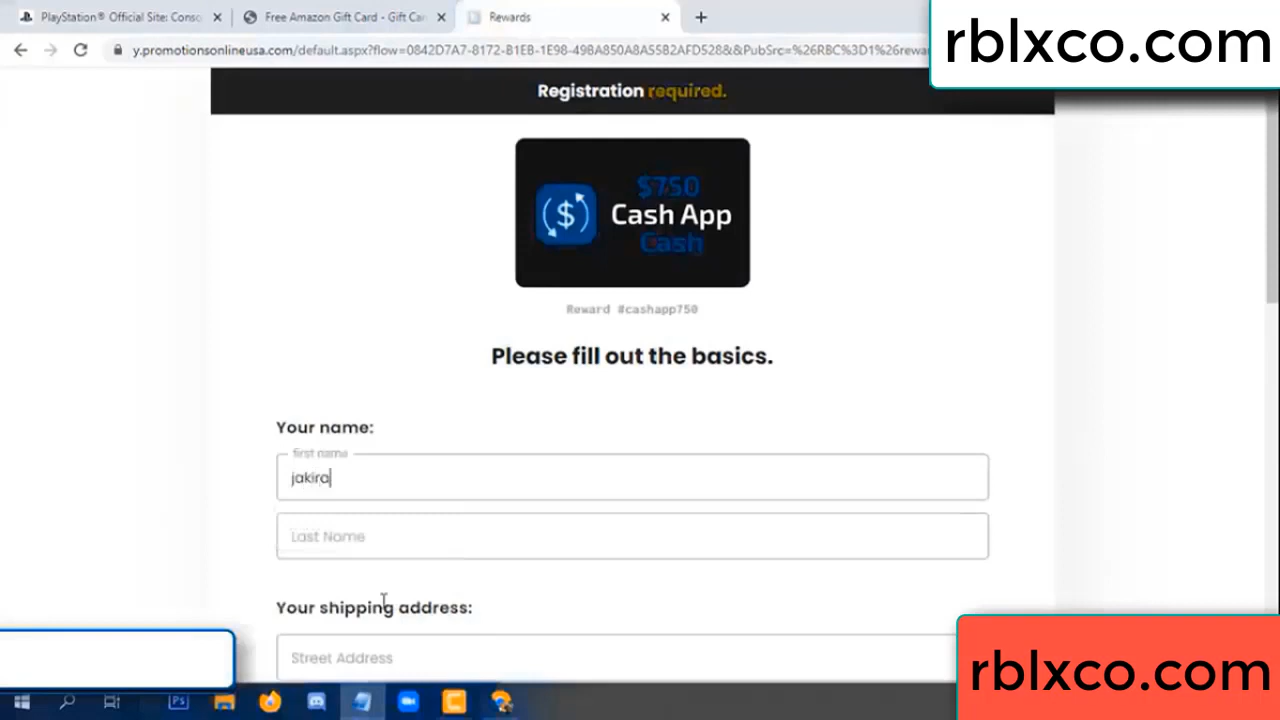 PlayStation® Official Site: Conso
Free Amazon Gift Card - Gift Car
Rewards
rblxco.com
y.promotionsonlineusa.com/default.aspx?flow=0842D7A7-8172-B1EB-1E98-49BA850A8A55B2AFD528&&PubSrc=%26RBC%3D1%26rewar
Registration required.
$750
Cash App
Cash
Reward #cashapp750
Please fill out the basics.
Your name:
first name
jakira
Last Name
Your shipping address:
Street Address
rblxco.com
Ps